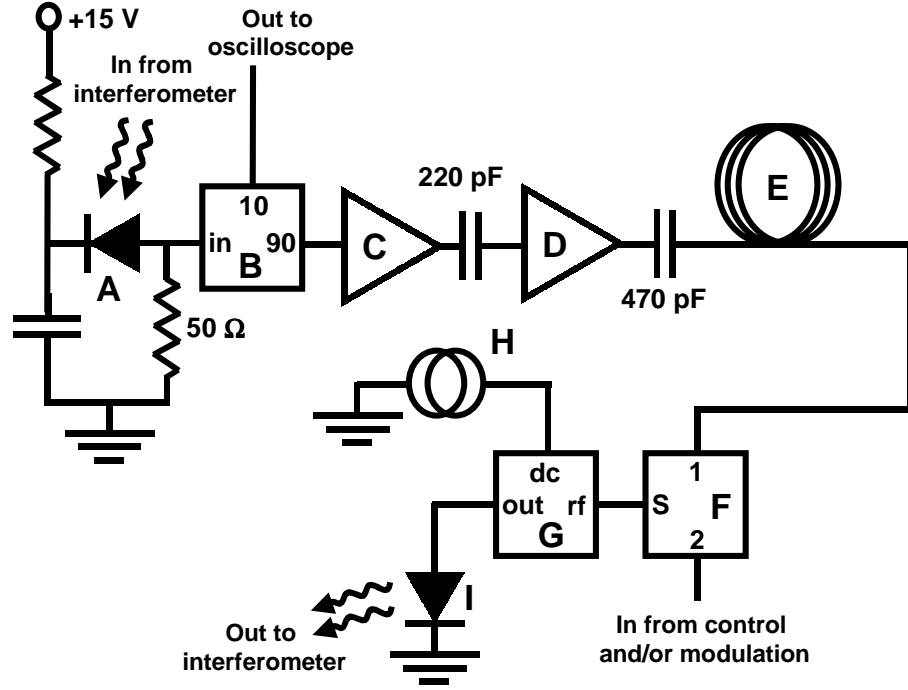 +15 V
Out to
oscilloscope
In from
interferometer
220 pF
E
10
in 90
B
C
D
A
470 pF
50 Ω
H
dc
out rf
G
1
S F
2
I
Out to
interferometer
In from control
and/or modulation